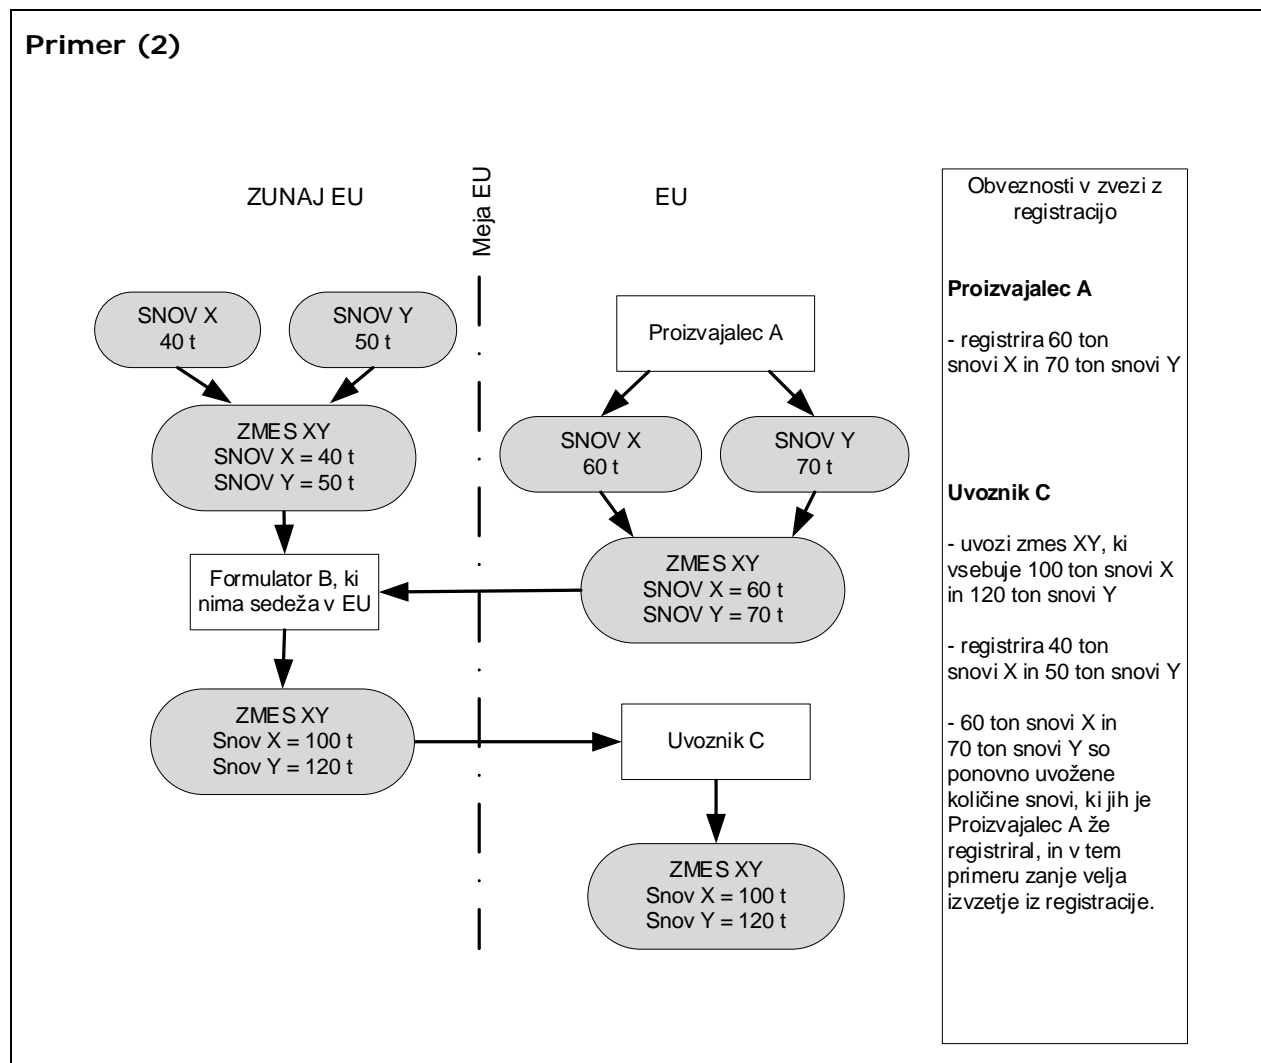 Primer (2)
ZUNAJ EU
Meja EU
EU
SNOV X
40 t
SNOV Y
50 t
ZMES XY
SNOV X = 40 t
SNOV Y = 50 t
Formulator B, ki
nima sedeža v EU
ZMES XY
Snov X = 100 t
Snov Y = 120 t
Proizvajalec A
SNOV X
60 t
SNOV Y
70 t
ZMES XY
SNOV X = 60 t
SNOV Y = 70 t
Uvoznik C
ZMES XY
Snov X = 100 t
Snov Y = 120 t
Obveznosti v zvezi z
registracijo
Proizvajalec A
- registrira 60 ton
snovi X in 70 ton snovi Y
Uvoznik C
- uvozi zmes XY, ki
vsebuje 100 ton snovi X
in 120 ton snovi Y
- registrira 40 ton
snovi X in 50 ton snovi Y
- 60 ton snovi X in
70 ton snovi Y so
ponovno uvožene
količine snovi, ki jih je
Proizvajalec A že
registriral, in v tem
primeru zanje velja
izvzetje iz registracije.